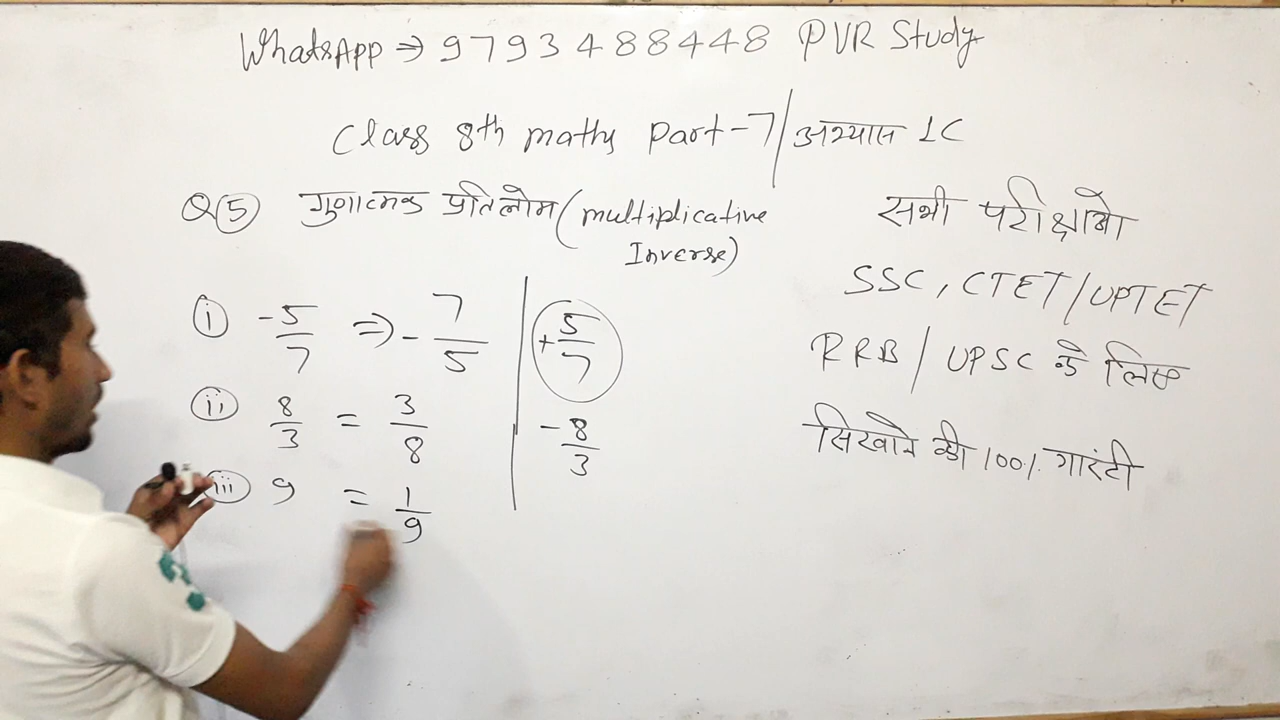 WhatsApp ⇒ 9793488448 PVR Study
Class 8th maths Part-7/अभ्यास 1C
Q⑤ गुणात्मक प्रतिलोम (multiplicative
Inverse)
(i) -5/7 ⇒ -7/5 | +5/7
(ii) 8/3 = 3/8 | -8/3
(iii) 9 = 1/9
सभी परीक्षाओ
SSC, CTET/UPTET
RRB/UPSC के लिए
सिखाने की 100% गारंटी